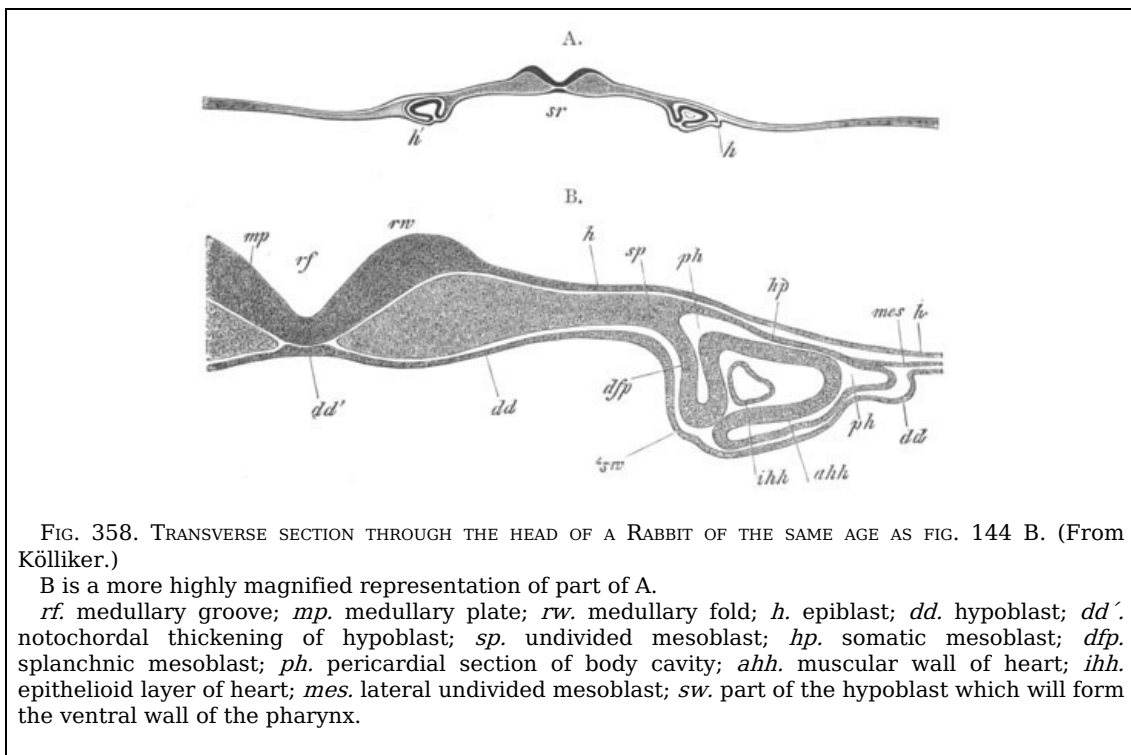 A.
sr
h'
h
B.
mp
rf
rw
h
sp
ph
hp
mes
h
dd'
dd
dfp
'sw
ihh
ahh
ph
dd
FIG. 358. TRANSVERSE SECTION THROUGH THE HEAD OF A RABBIT OF THE SAME AGE AS FIG. 144 B. (From
Kölliker.)
B is a more highly magnified representation of part of A.
rf. medullary groove; mp. medullary plate; rw. medullary fold; h. epiblast; dd. hypoblast; dd´.
notochordal thickening of hypoblast; sp. undivided mesoblast; hp. somatic mesoblast; dfp.
splanchnic mesoblast; ph. pericardial section of body cavity; ahh. muscular wall of heart; ihh.
epithelioid layer of heart; mes. lateral undivided mesoblast; sw. part of the hypoblast which will form
the ventral wall of the pharynx.